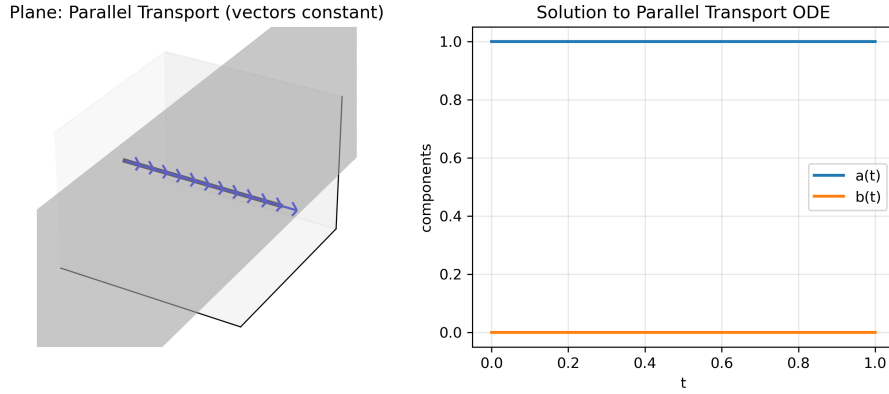 Plane: Parallel Transport (vectors constant)
Solution to Parallel Transport ODE
1.0
0.8
0.6
0.4
0.2
0.0
components
a(t)
b(t)
0.0 0.2 0.4 0.6 0.8 1.0
t